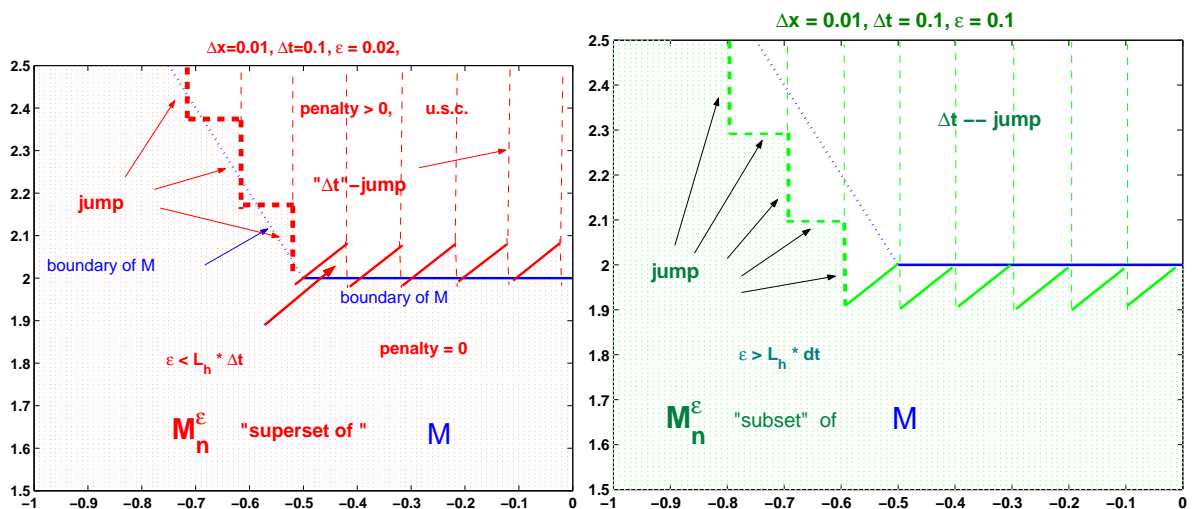 Δx=0.01, Δt=0.1, ε = 0.02,
2.5
2.4
2.3
2.2
2.1
2
1.9
1.8
1.7
1.6
1.5
−1 −0.9 −0.8 −0.7 −0.6 −0.5 −0.4 −0.3 −0.2 −0.1 0
penalty > 0, u.s.c.
"Δt"−jump
jump
boundary of M
boundary of M
penalty = 0
ε < L_h * Δt
M_n^ε "superset of " M
Δx = 0.01, Δt = 0.1, ε = 0.1
2.5
2.4
2.3
2.2
2.1
2
1.9
1.8
1.7
1.6
1.5
−1 −0.9 −0.8 −0.7 −0.6 −0.5 −0.4 −0.3 −0.2 −0.1 0
Δt −− jump
jump
ε > L_h * dt
M_n^ε "subset" of M